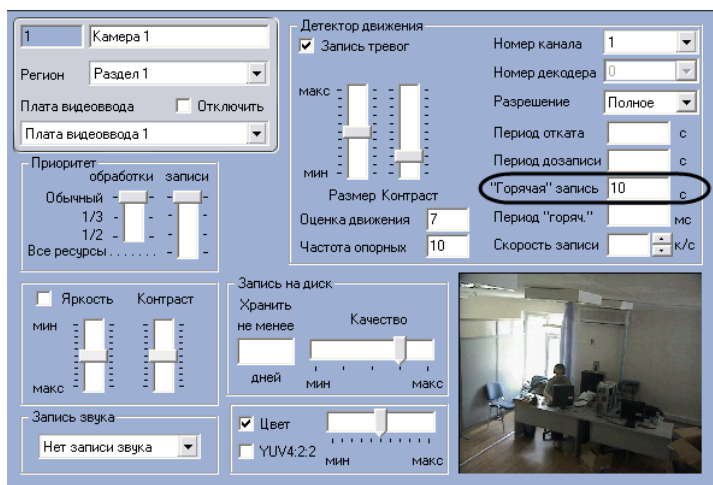 1 Камера 1
Регион Раздел 1
Плата видеоввода Отключить
Плата видеоввода 1
Приоритет
обработки записи
Обычный
1/3
1/2
Все ресурсы
Яркость Контраст
мин
макс
Запись звука
Нет записи звука
Детектор движения
Запись тревог
макс
мин
Размер Контраст
Оценка движения 7
Частота опорных 10
Номер канала 1
Номер декодера 0
Разрешение Полное
Период отката с
Период дозаписи с
"Горячая" запись 10 с
Период "горяч." мс
Скорость записи к/с
Запись на диск
Хранить
не менее
дней
Качество
мин макс
Цвет
YUV4:2:2
мин макс